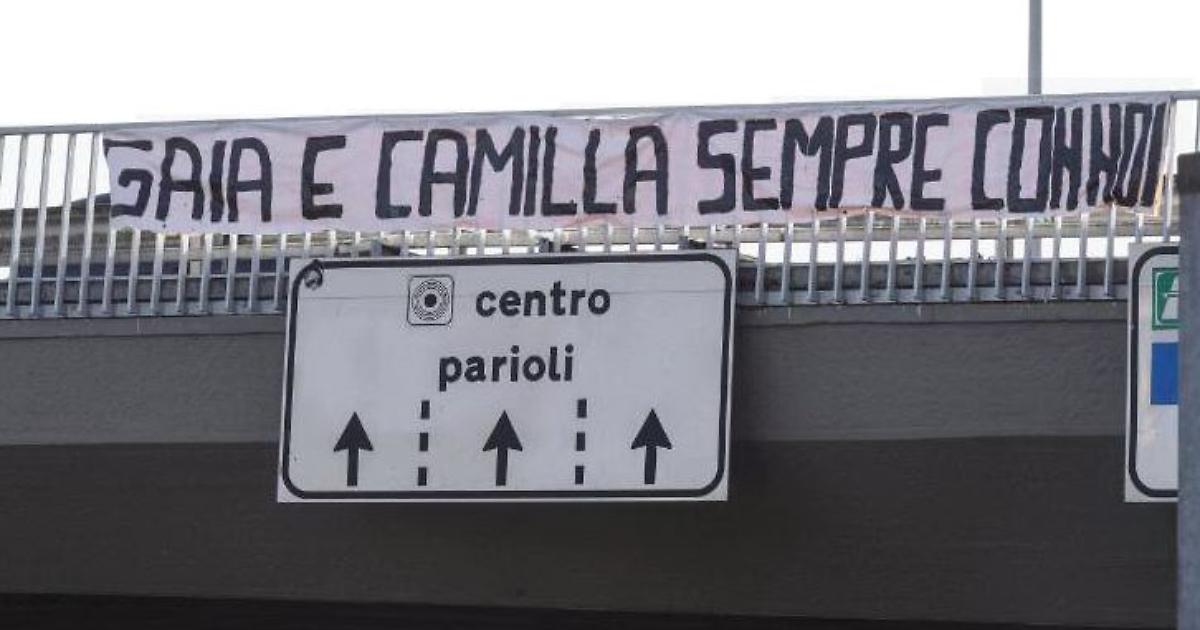 GAIA E CAMILLA SEMPRE CON NOI
centro
parioli